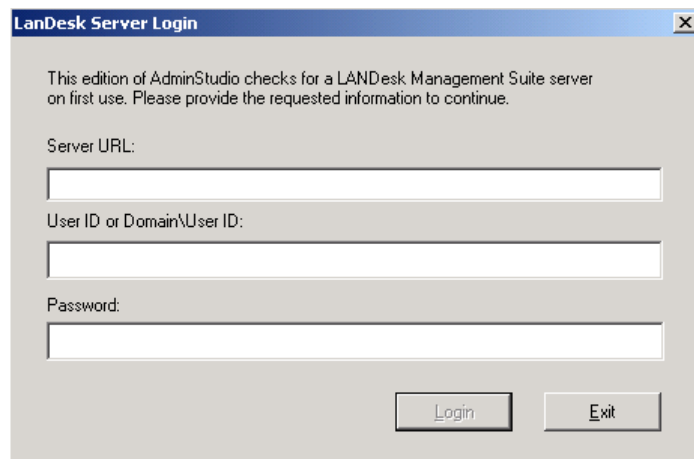 LanDesk Server Login
This edition of AdminStudio checks for a LANDesk Management Suite server
on first use. Please provide the requested information to continue.
Server URL:
User ID or Domain\User ID:
Password:
Login
Exit